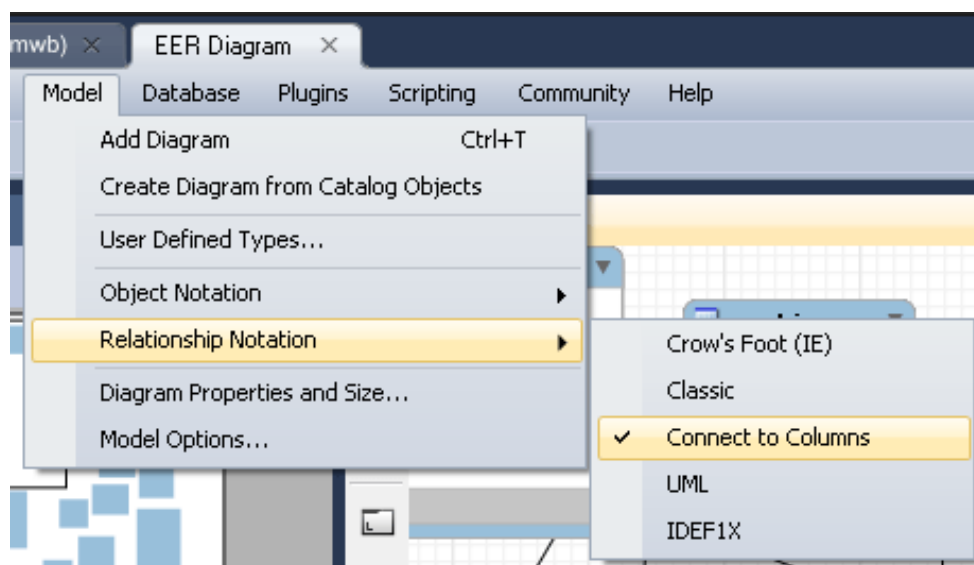 mwb) × EER Diagram ×
Model Database Plugins Scripting Community Help
Add Diagram Ctrl+T
Create Diagram from Catalog Objects
User Defined Types...
Object Notation
Relationship Notation
Crow's Foot (IE)
Diagram Properties and Size...
Classic
Model Options...
Connect to Columns
UML
IDEF1X